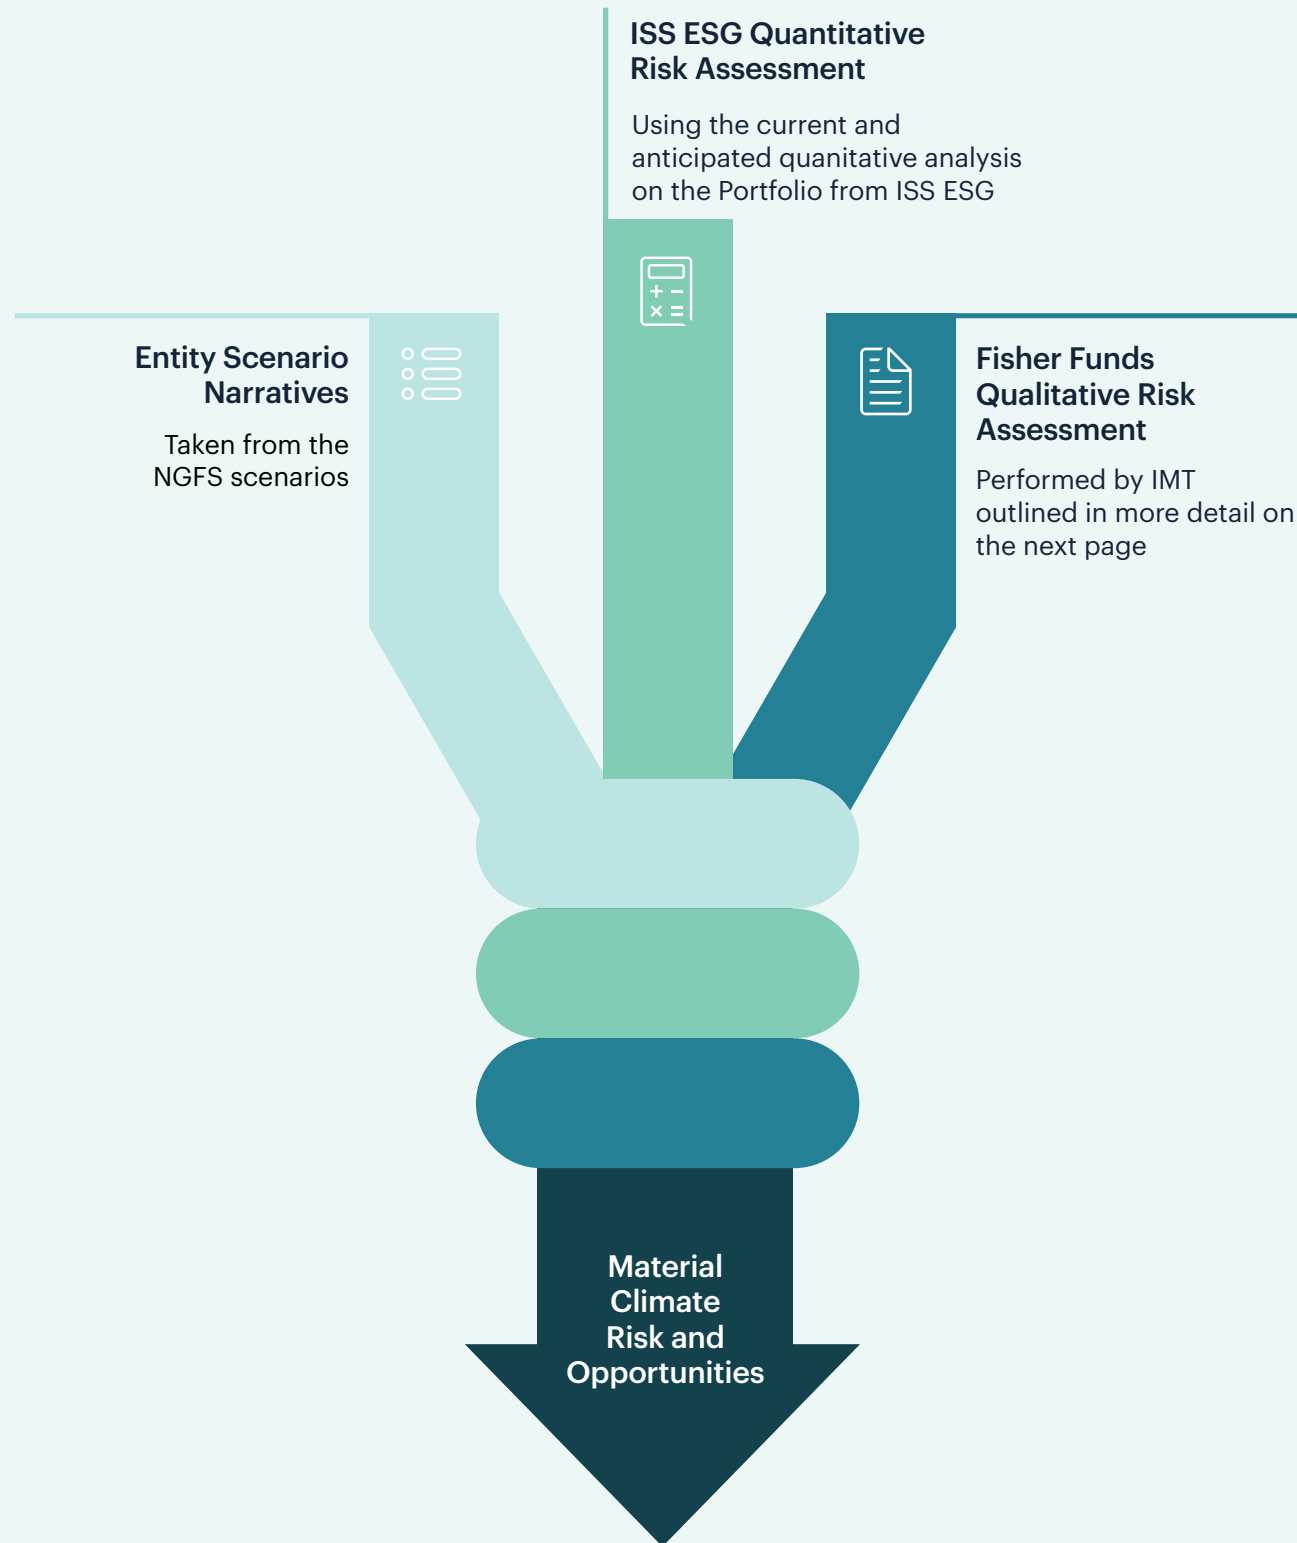 ISS ESG Quantitative
Risk Assessment
Using the current and
anticipated quanitative analysis
on the Portfolio from ISS ESG
Entity Scenario
Narratives
Taken from the
NGFS scenarios
Fisher Funds
Qualitative Risk
Assessment
Performed by IMT
outlined in more detail on
the next page
Material
Climate
Risk and
Opportunities